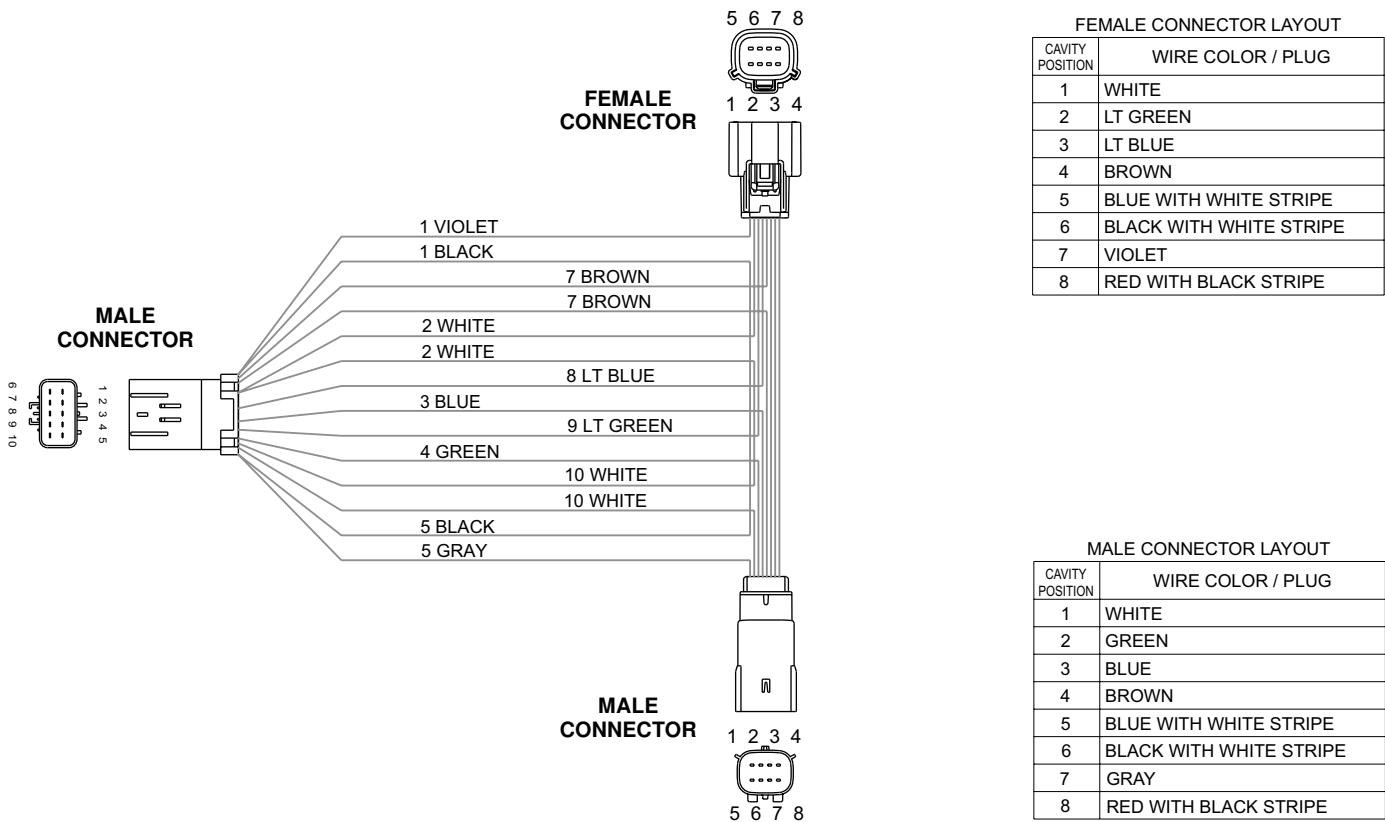 5 6 7 8
1 2 3 4
FEMALE
CONNECTOR
FEMALE CONNECTOR LAYOUT
CAVITY
POSITION
WIRE COLOR / PLUG
1 WHITE
2 LT GREEN
3 LT BLUE
4 BROWN
5 BLUE WITH WHITE STRIPE
6 BLACK WITH WHITE STRIPE
7 VIOLET
8 RED WITH BLACK STRIPE
1 VIOLET
1 BLACK
7 BROWN
7 BROWN
2 WHITE
2 WHITE
8 LT BLUE
3 BLUE
9 LT GREEN
4 GREEN
10 WHITE
10 WHITE
5 BLACK
5 GRAY
MALE
CONNECTOR
6 7 8 9 10
1 2 3 4 5
MALE
CONNECTOR
1 2 3 4
5 6 7 8
MALE CONNECTOR LAYOUT
CAVITY
POSITION
WIRE COLOR / PLUG
1 WHITE
2 GREEN
3 BLUE
4 BROWN
5 BLUE WITH WHITE STRIPE
6 BLACK WITH WHITE STRIPE
7 GRAY
8 RED WITH BLACK STRIPE